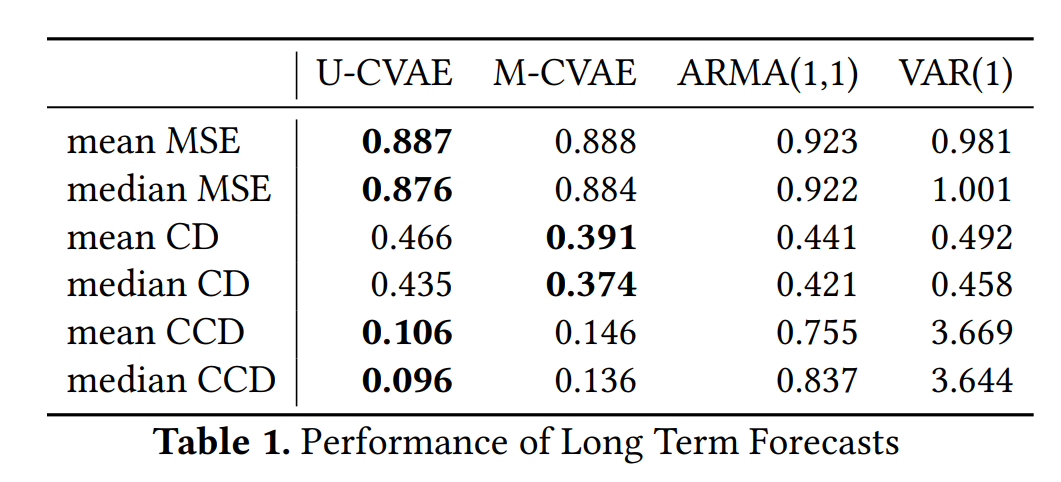 U-CVAE M-CVAE ARMA(1,1) VAR(1)
mean MSE 0.887 0.888 0.923 0.981
median MSE 0.876 0.884 0.922 1.001
mean CD 0.466 0.391 0.441 0.492
median CD 0.435 0.374 0.421 0.458
mean CCD 0.106 0.146 0.755 3.669
median CCD 0.096 0.136 0.837 3.644
Table 1. Performance of Long Term Forecasts